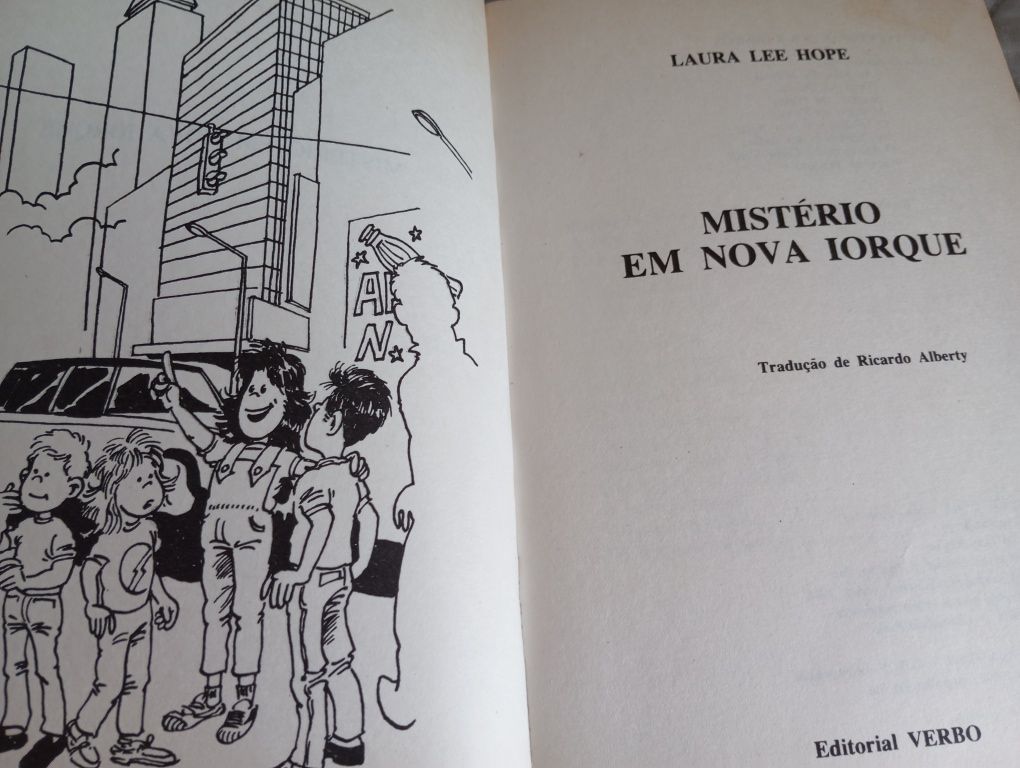 LAURA LEE HOPE
MISTÉRIO
EM NOVA IORQUE
Tradução de Ricardo Alberty
Editorial VERBO